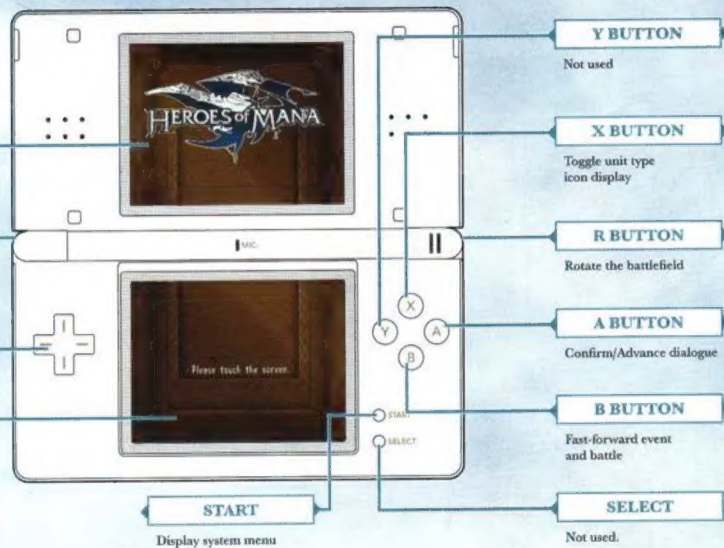 HEROES of MANA
MIC.
Please touch the screen.
X
Y
A
B
START
SELECT
Y BUTTON
Not used
X BUTTON
Toggle unit type
icon display
R BUTTON
Rotate the battlefield
A BUTTON
Confirm/Advance dialogue
B BUTTON
Fast-forward event
and battle
SELECT
Not used.
START
Display system menu